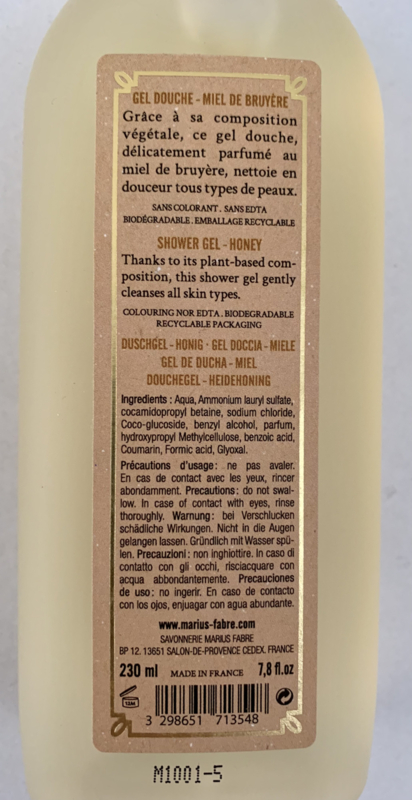 GEL DOUCHE - MIEL DE BRUYÈRE
Grâce à sa composition
végétale, ce gel douche,
délicatement parfumé au
miel de bruyère, nettoie en
douceur tous types de peaux.
SANS COLORANT . SANS EDTA
BIODÉGRADABLE . EMBALLAGE RECYCLABLE
SHOWER GEL - HONEY
Thanks to its plant-based com-
position, this shower gel gently
cleanses all skin types.
COLOURING NOR EDTA . BIODEGRADABLE
RECYCLABLE PACKAGING
DUSCHGEL - HONIG · GEL DOCCIA - MIELE
GEL DE DUCHA - MIEL
DOUCHEGEL - HEIDEHONING
Ingredients : Aqua, Ammonium lauryl sulfate,
cocamidopropyl betaine, sodium chloride,
Coco-glucoside, benzyl alcohol, parfum,
hydroxypropyl Methylcellulose, benzoic acid,
Coumarin, Formic acid, Glyoxal.
Précautions d'usage : ne pas avaler.
En cas de contact avec les yeux, rincer
abondamment. Precautions : do not swal-
low. In case of contact with eyes, rinse
thoroughly. Warnung : bei Verschlucken
schädliche Wirkungen. Nicht in die Augen
gelangen lassen. Gründlich mit Wasser spü-
len. Precauzioni : non inghiottire. In caso di
contatto con gli occhi, risciacquare con
acqua abbondantemente. Precauciones
de uso : no ingerir. En caso de contacto
con los ojos, enjuagar con agua abundante.
www.marius-fabre.com
SAVONNERIE MARIUS FABRE
BP 12. 13651 SALON-DE-PROVENCE CEDEX. FRANCE
230 ml MADE IN FRANCE 7,8 fl.oz
12M
3 298651 713548
M1001-5